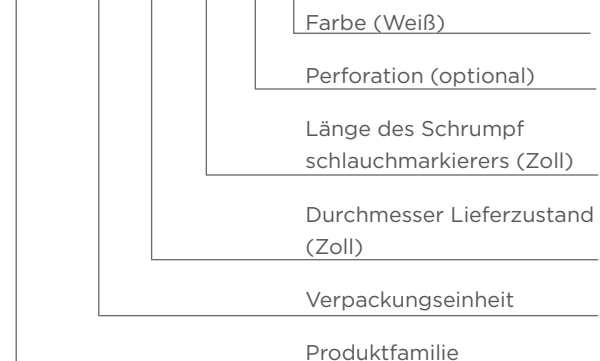 Farbe (Weiß)
Perforation (optional)
Länge des Schrumpf
schlauchmarkierers (Zoll)
Durchmesser Lieferzustand
(Zoll)
Verpackungseinheit
Produktfamilie